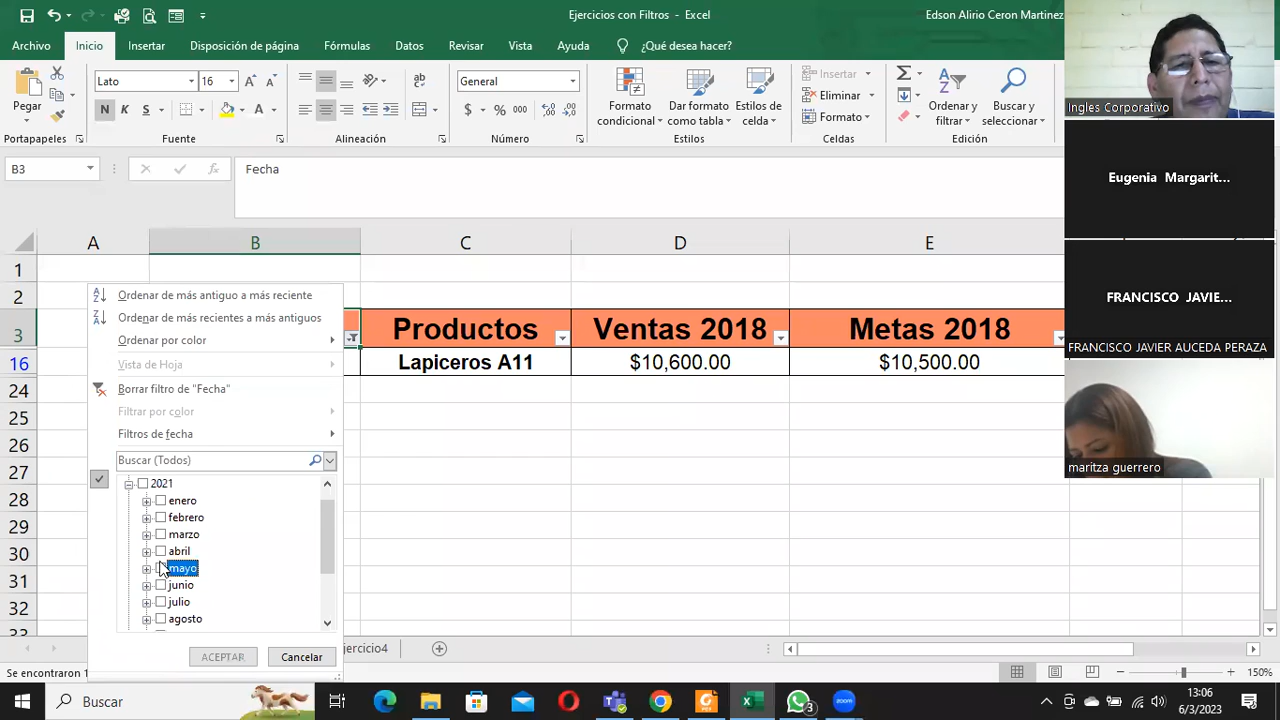 Ejercicios con Filtros - Excel
Edson Alirio Ceron Martinez
Archivo Inicio Insertar Disposición de página Fórmulas Datos Revisar Vista Ayuda ¿Qué desea hacer?
Pegar
Lato 16
N K S
General
$ % 000
Formato condicional
Dar formato como tabla
Estilos de celda
Insertar
Eliminar
Formato
Ordenar y filtrar
Buscar y seleccionar
Portapapeles Fuente Alineación Número Estilos Celdas Edición
B3 Fecha
A B C D E
1
2
3 Productos Ventas 2018 Metas 2018
16 Lapiceros A11 $10,600.00 $10,500.00
24
25
26
27
28
29
30
31
32
33
Ordenar de más antiguo a más reciente
Ordenar de más recientes a más antiguos
Ordenar por color
Vista de Hoja
Borrar filtro de "Fecha"
Filtrar por color
Filtros de fecha
Buscar (Todos)
2021
enero
febrero
marzo
abril
mayo
junio
julio
agosto
ACEPTAR Cancelar
jercicio4
Se encontraron 1
150%
Ingles Corporativo
Eugenia Margarit...
FRANCISCO JAVIE...
FRANCISCO JAVIER AUCEDA PERAZA
maritza guerrero
Buscar
3
13:06
6/3/2023